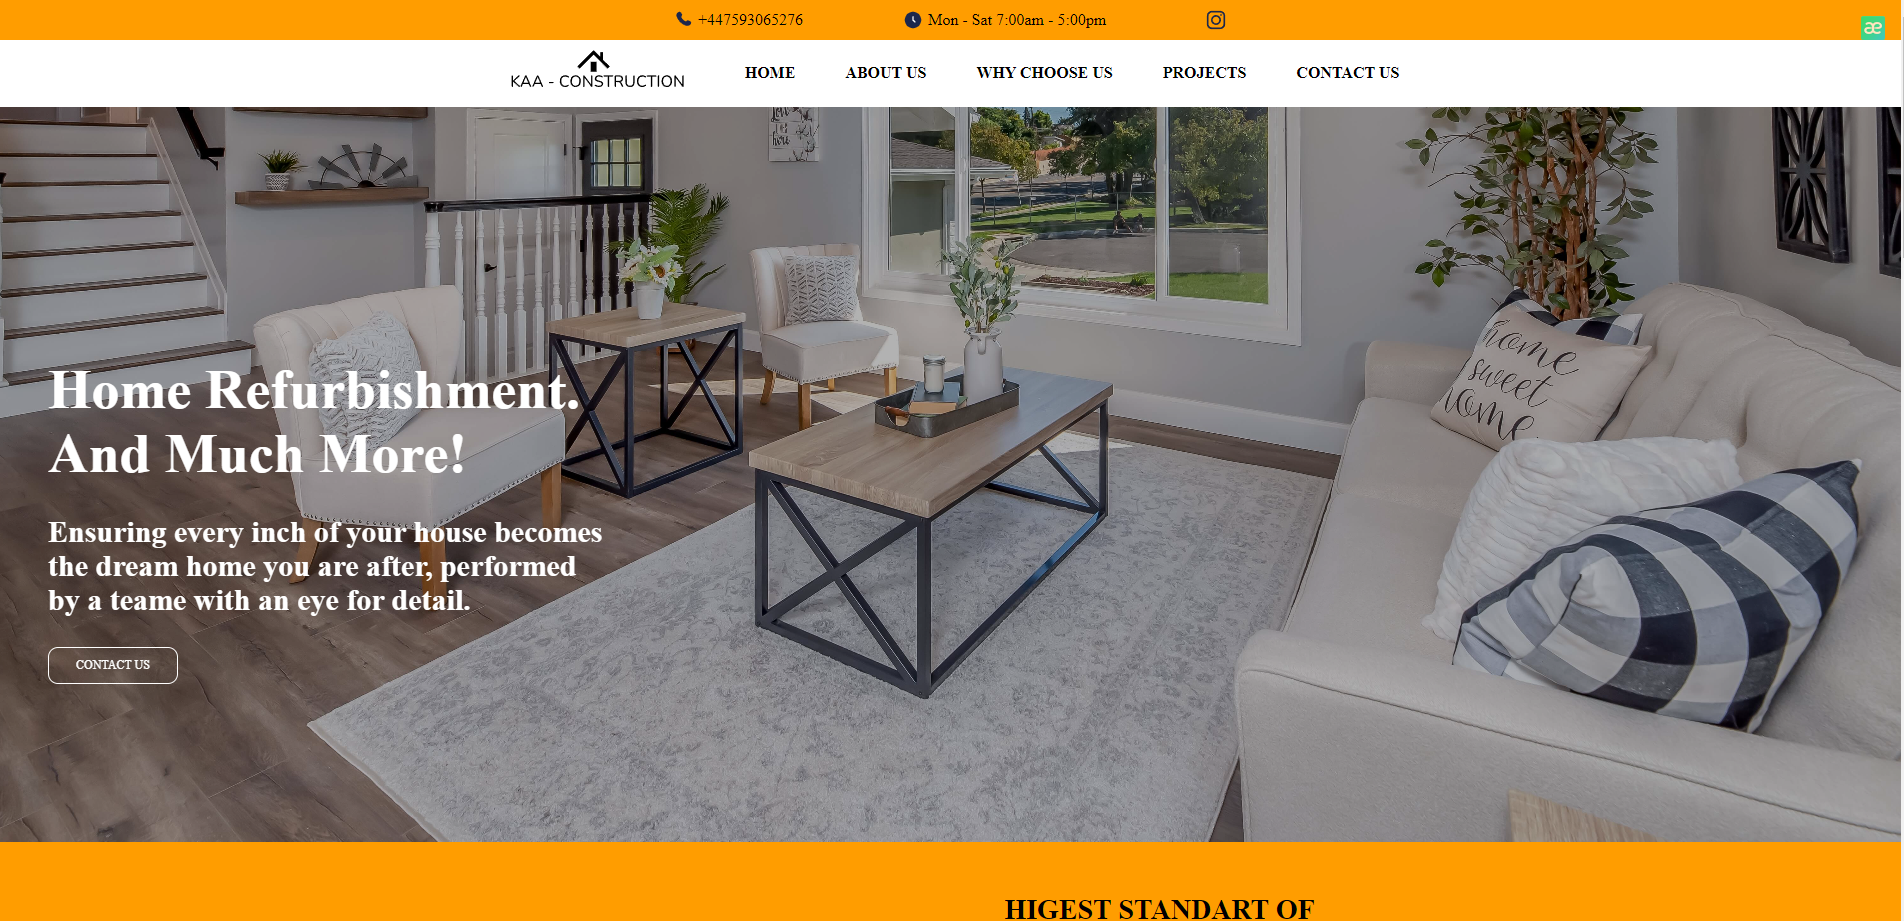 +447593065276
Mon - Sat 7:00am - 5:00pm
æ
KAA - CONSTRUCTION
HOME
ABOUT US
WHY CHOOSE US
PROJECTS
CONTACT US
home
sweet
home
Home Refurbishment.
And Much More!
Ensuring every inch of your house becomes
the dream home you are after, performed
by a teame with an eye for detail.
CONTACT US
HIGEST STANDART OF